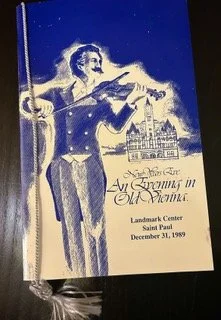 New Year's Eve
An Evening in
Old Vienna
Landmark Center
Saint Paul
December 31, 1989